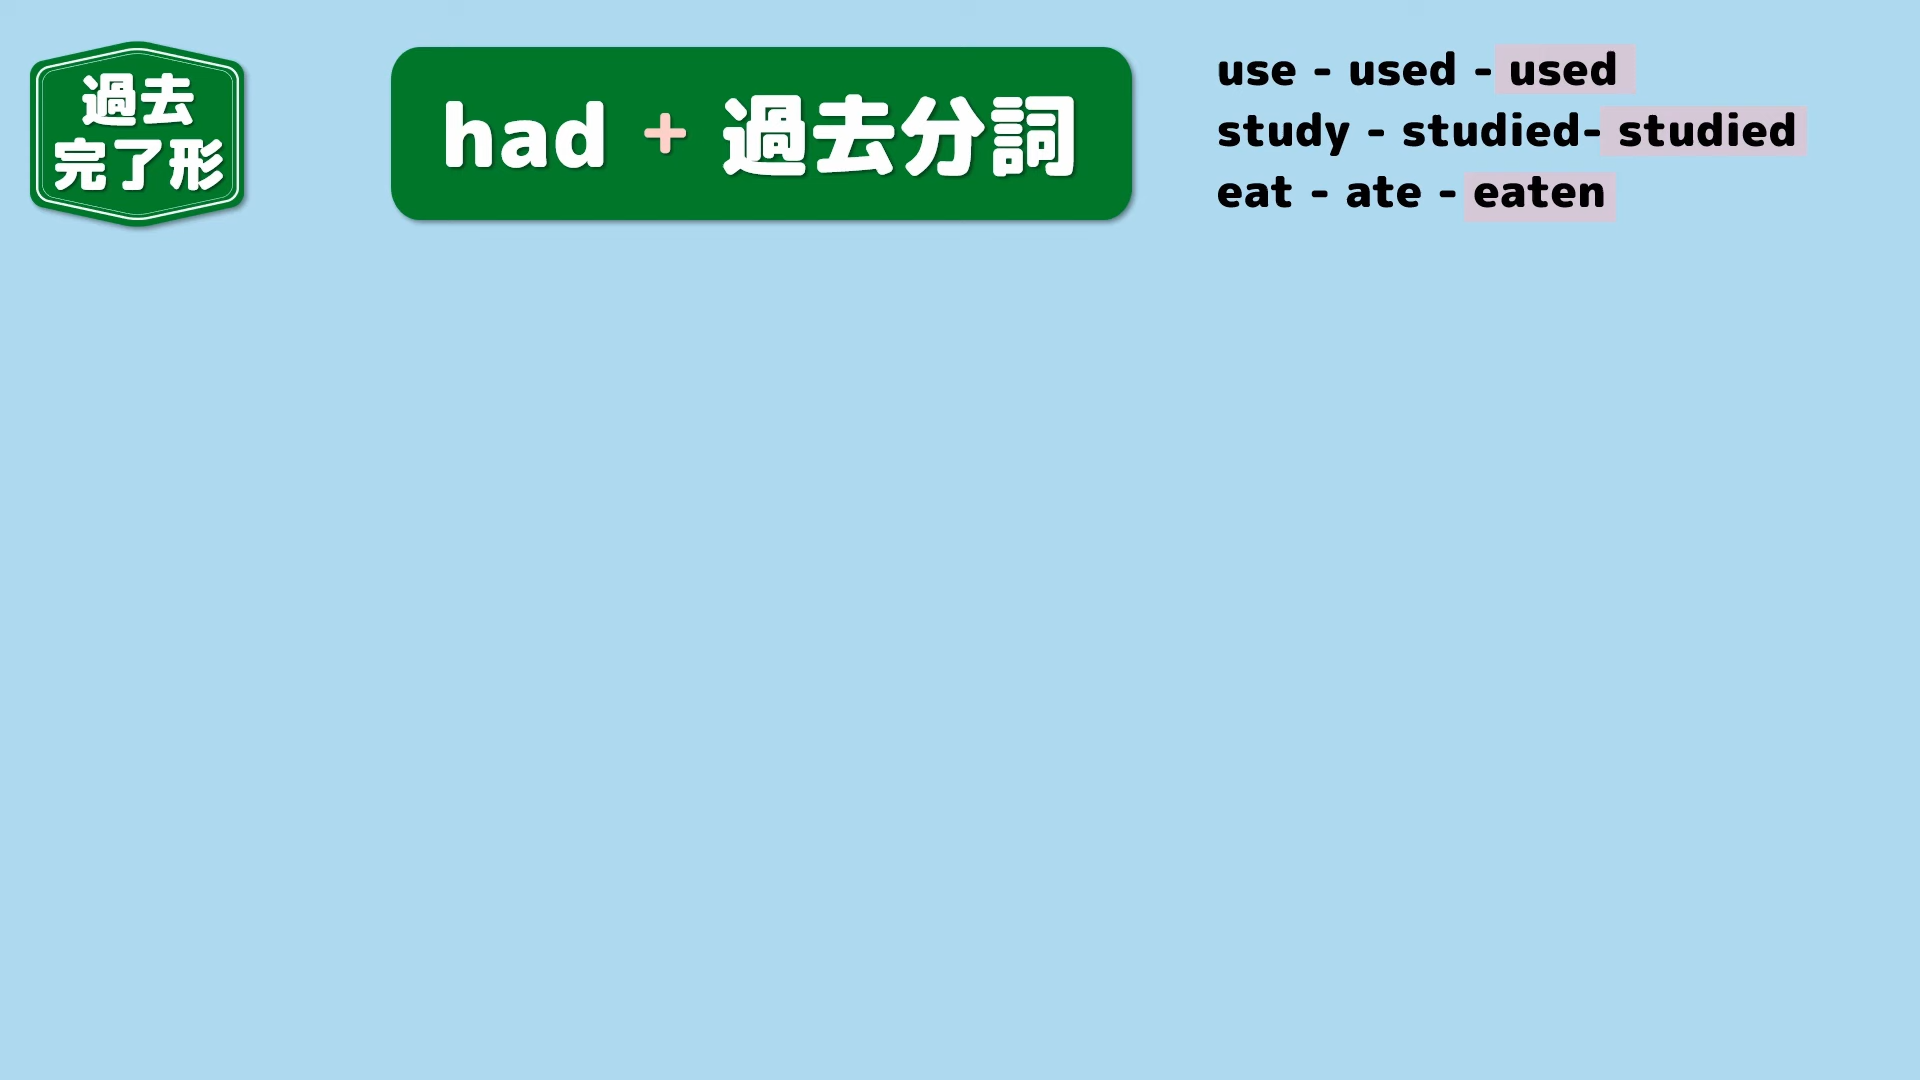 過去
完了形
had + 過去分詞
use - used - used
study - studied- studied
eat - ate - eaten